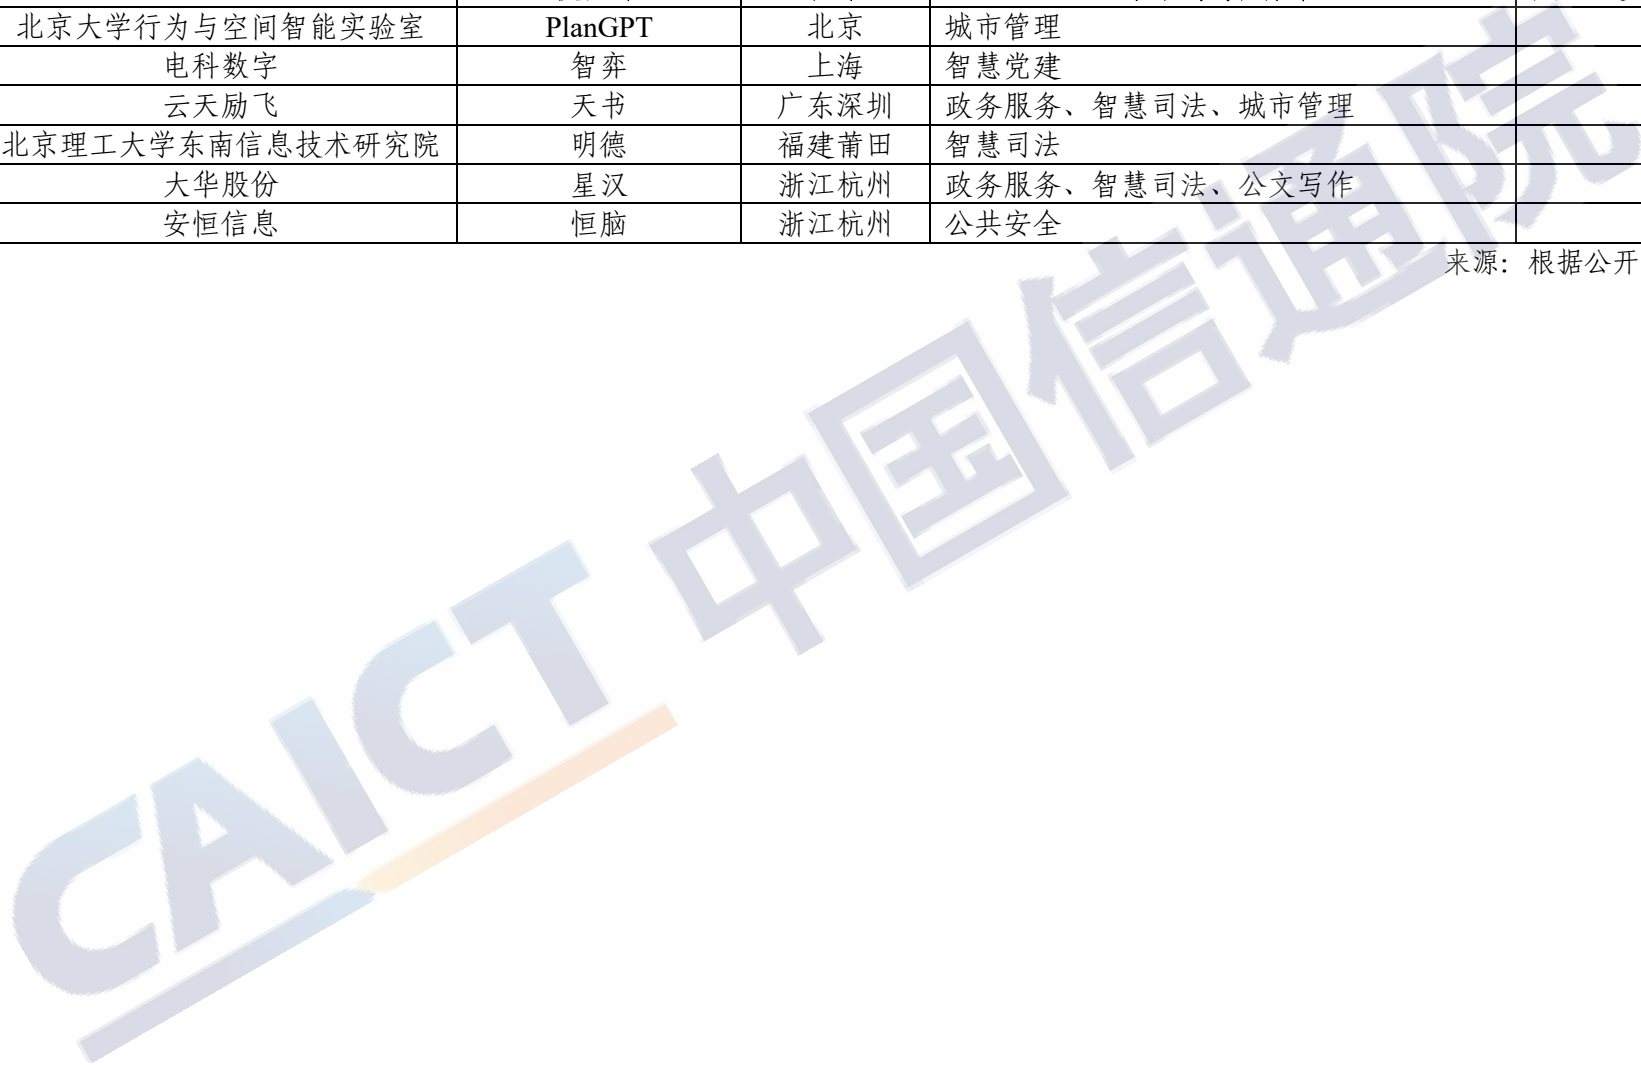 北京大学行为与空间智能实验室 PlanGPT 北京 城市管理
电科数字 智弈 上海 智慧党建
云天励飞 天书 广东深圳 政务服务、智慧司法、城市管理
北京理工大学东南信息技术研究院 明德 福建莆田 智慧司法
大华股份 星汉 浙江杭州 政务服务、智慧司法、公文写作
安恒信息 恒脑 浙江杭州 公共安全
来源：根据公开
CAICT 中国信通院